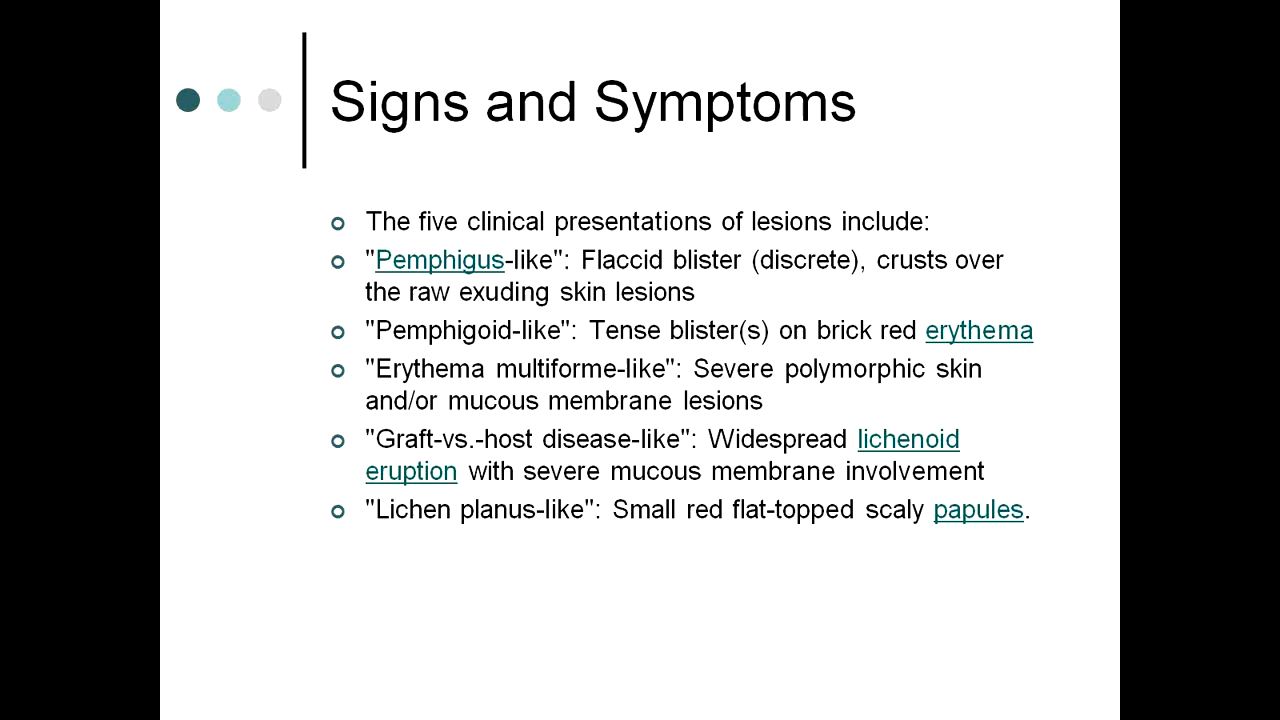 Signs and Symptoms
The five clinical presentations of lesions include:
"Pemphigus-like": Flaccid blister (discrete), crusts over
the raw exuding skin lesions
"Pemphigoid-like": Tense blister(s) on brick red erythema
"Erythema multiforme-like": Severe polymorphic skin
and/or mucous membrane lesions
"Graft-vs.-host disease-like": Widespread lichenoid
eruption with severe mucous membrane involvement
"Lichen planus-like": Small red flat-topped scaly papules.